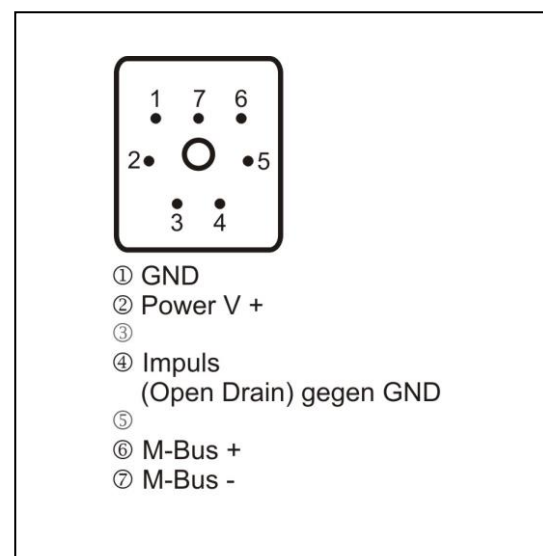 1 7 6
2 5
3 4
① GND
② Power V +
③
④ Impuls
(Open Drain) gegen GND
⑤
⑥ M-Bus +
⑦ M-Bus -